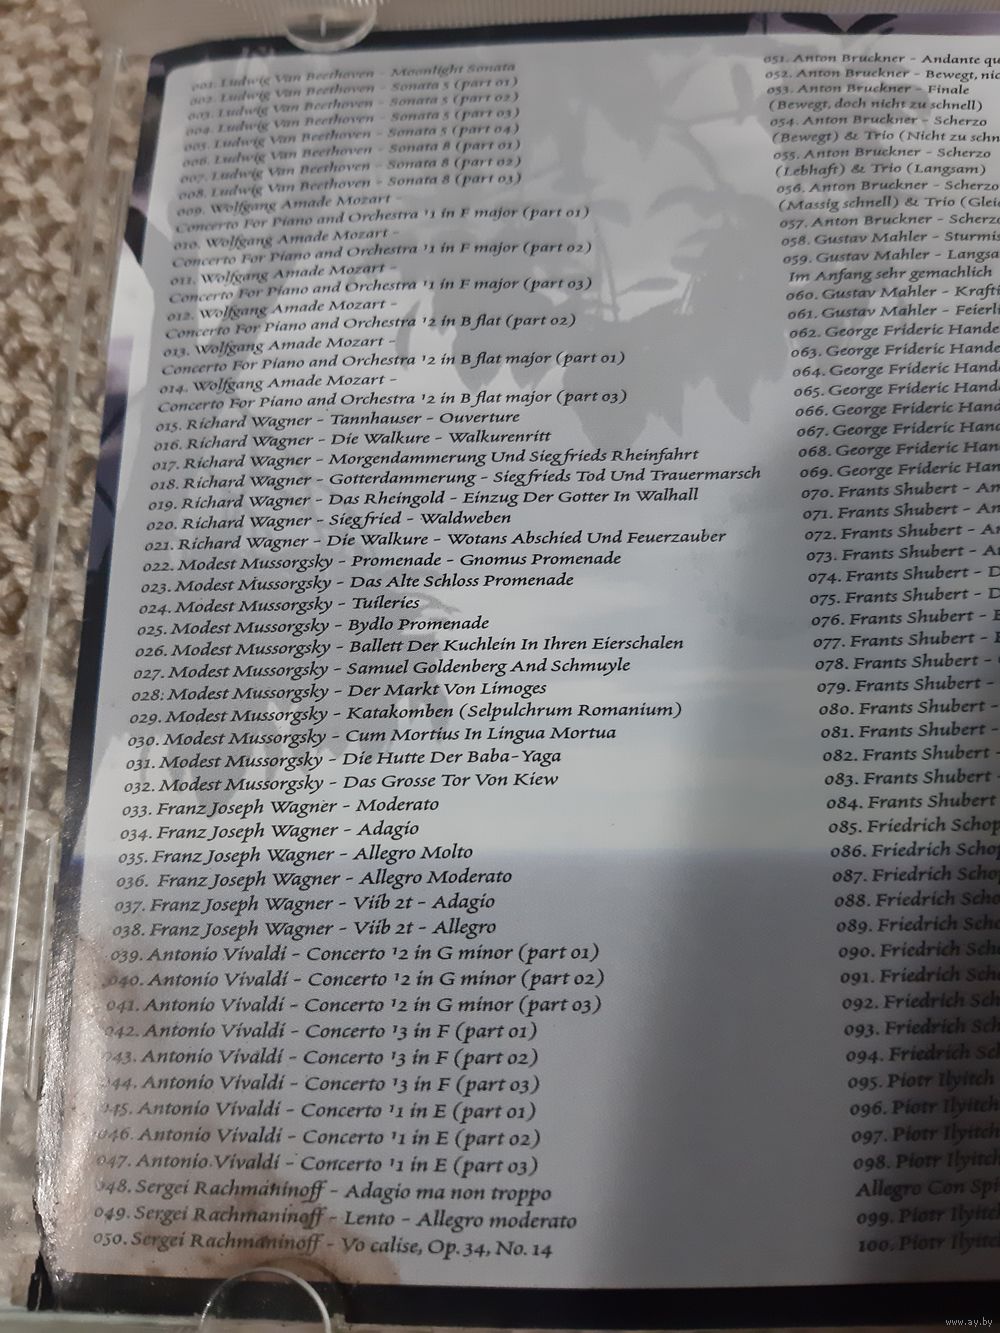 001. Ludwig Van Beethoven - Moonlight Sonata
002. Ludwig Van Beethoven - Sonata 5 (part 01)
003. Ludwig Van Beethoven - Sonata 5 (part 02)
004. Ludwig Van Beethoven - Sonata 5 (part 03)
005. Ludwig Van Beethoven - Sonata 5 (part 04)
006. Ludwig Van Beethoven - Sonata 8 (part 01)
007. Ludwig Van Beethoven - Sonata 8 (part 02)
008. Ludwig Van Beethoven - Sonata 8 (part 03)
009. Wolfgang Amade Mozart -
Concerto For Piano and Orchestra '1 in F major (part 01)
010. Wolfgang Amade Mozart -
Concerto For Piano and Orchestra '1 in F major (part 02)
011. Wolfgang Amade Mozart -
Concerto For Piano and Orchestra '1 in F major (part 03)
012. Wolfgang Amade Mozart -
Concerto For Piano and Orchestra '2 in B flat (part 02)
013. Wolfgang Amade Mozart -
Concerto For Piano and Orchestra '2 in B flat major (part 01)
014. Wolfgang Amade Mozart -
Concerto For Piano and Orchestra '2 in B flat major (part 03)
015. Richard Wagner - Tannhauser - Ouverture
016. Richard Wagner - Die Walkure - Walkurenritt
017. Richard Wagner - Morgendammerung Und Siegfrieds Rheinfahrt
018. Richard Wagner - Gotterdammerung - Siegfrieds Tod Und Trauermarsch
019. Richard Wagner - Das Rheingold - Einzug Der Gotter In Walhall
020. Richard Wagner - Siegfried - Waldweben
021. Richard Wagner - Die Walkure - Wotans Abschied Und Feuerzauber
022. Modest Mussorgsky - Promenade - Gnomus Promenade
023. Modest Mussorgsky - Das Alte Schloss Promenade
024. Modest Mussorgsky - Tuileries
025. Modest Mussorgsky - Bydlo Promenade
026. Modest Mussorgsky - Ballett Der Kuchlein In Ihren Eierschalen
027. Modest Mussorgsky - Samuel Goldenberg And Schmuyle
028. Modest Mussorgsky - Der Markt Von Limoges
029. Modest Mussorgsky - Katakomben (Selpulchrum Romanium)
030. Modest Mussorgsky - Cum Mortius In Lingua Mortua
031. Modest Mussorgsky - Die Hutte Der Baba-Yaga
032. Modest Mussorgsky - Das Grosse Tor Von Kiew
033. Franz Joseph Wagner - Moderato
034. Franz Joseph Wagner - Adagio
035. Franz Joseph Wagner - Allegro Molto
036. Franz Joseph Wagner - Allegro Moderato
037. Franz Joseph Wagner - Viib 2t - Adagio
038. Franz Joseph Wagner - Viib 2t - Allegro
039. Antonio Vivaldi - Concerto '2 in G minor (part 01)
040. Antonio Vivaldi - Concerto '2 in G minor (part 02)
041. Antonio Vivaldi - Concerto '2 in G minor (part 03)
042. Antonio Vivaldi - Concerto '3 in F (part 01)
043. Antonio Vivaldi - Concerto '3 in F (part 02)
044. Antonio Vivaldi - Concerto '3 in F (part 03)
045. Antonio Vivaldi - Concerto '1 in E (part 01)
046. Antonio Vivaldi - Concerto '1 in E (part 02)
047. Antonio Vivaldi - Concerto '1 in E (part 03)
048. Sergei Rachmaninoff - Adagio ma non troppo
049. Sergei Rachmaninoff - Lento - Allegro moderato
050. Sergei Rachmaninoff - Vo calise, Op. 34, No. 14
051. Anton Bruckner - Andante qu
052. Anton Bruckner - Bewegt, nic
053. Anton Bruckner - Finale
(Bewegt, doch nicht zu schnell)
054. Anton Bruckner - Scherzo
(Bewegt) & Trio (Nicht zu schn
055. Anton Bruckner - Scherzo
(Lebhaft) & Trio (Langsam)
056. Anton Bruckner - Scherzo
(Massig schnell) & Trio (Gleic
057. Anton Bruckner - Scherzo
058. Gustav Mahler - Sturmis
059. Gustav Mahler - Langsa
Im Anfang sehr gemachlich
060. Gustav Mahler - Krafti
061. Gustav Mahler - Feierli
062. George Frideric Hande
063. George Frideric Hande
064. George Frideric Hand
065. George Frideric Hand
066. George Frideric Hand
067. George Frideric Hand
068. George Frideric Hand
069. George Frideric Hand
070. Frants Shubert - An
071. Frants Shubert - An
072. Frants Shubert - An
073. Frants Shubert - A
074. Frants Shubert - D
075. Frants Shubert - D
076. Frants Shubert - E
077. Frants Shubert - E
078. Frants Shubert -
079. Frants Shubert -
080. Frants Shubert -
081. Frants Shubert -
082. Frants Shubert -
083. Frants Shubert -
084. Frants Shubert
085. Friedrich Schop
086. Friedrich Schop
087. Friedrich Scho
088. Friedrich Scho
089. Friedrich Scho
090. Friedrich Scho
091. Friedrich Scho
092. Friedrich Sch
093. Friedrich Sch
094. Friedrich Sc
095. Piotr Ilyitch
096. Piotr Ilyitch
097. Piotr Ilyitc
098. Piotr Ilyitc
Allegro Con Spi
099. Piotr Ilyitc
100. Piotr Ilyitc
www.ay.by